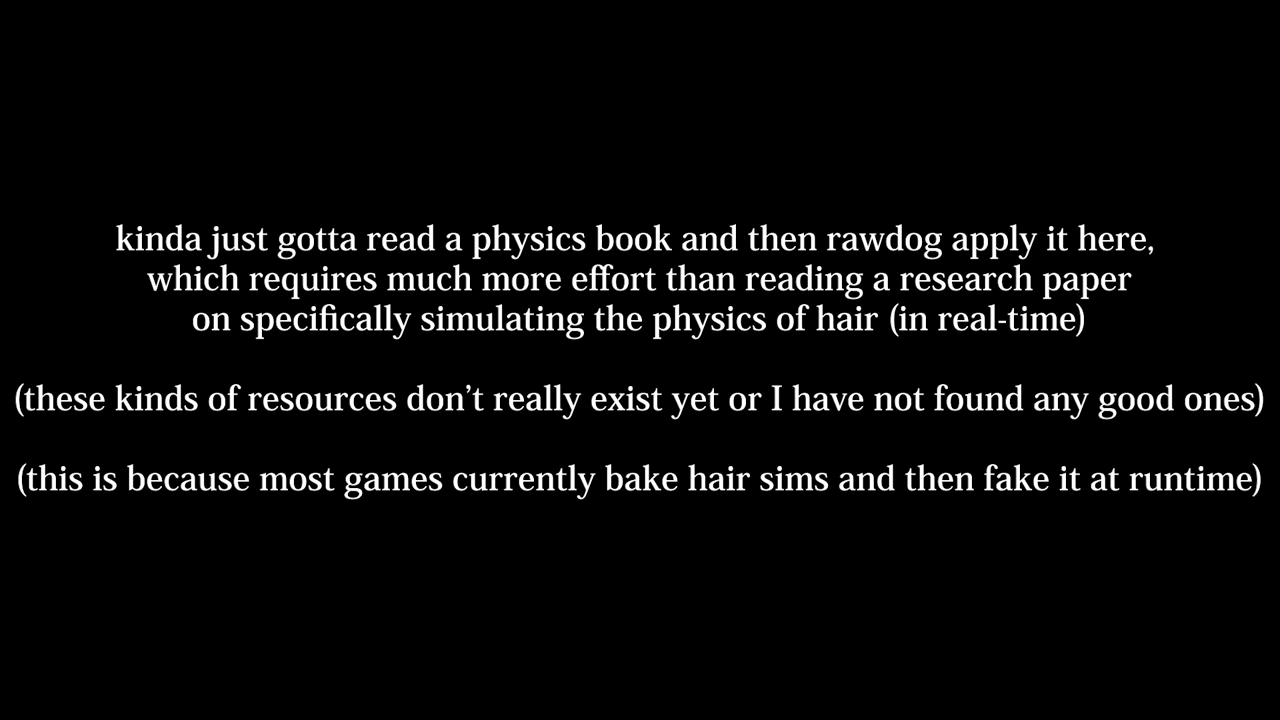 kinda just gotta read a physics book and then rawdog apply it here,
which requires much more effort than reading a research paper
on specifically simulating the physics of hair (in real-time)
(these kinds of resources don’t really exist yet or I have not found any good ones)
(this is because most games currently bake hair sims and then fake it at runtime)